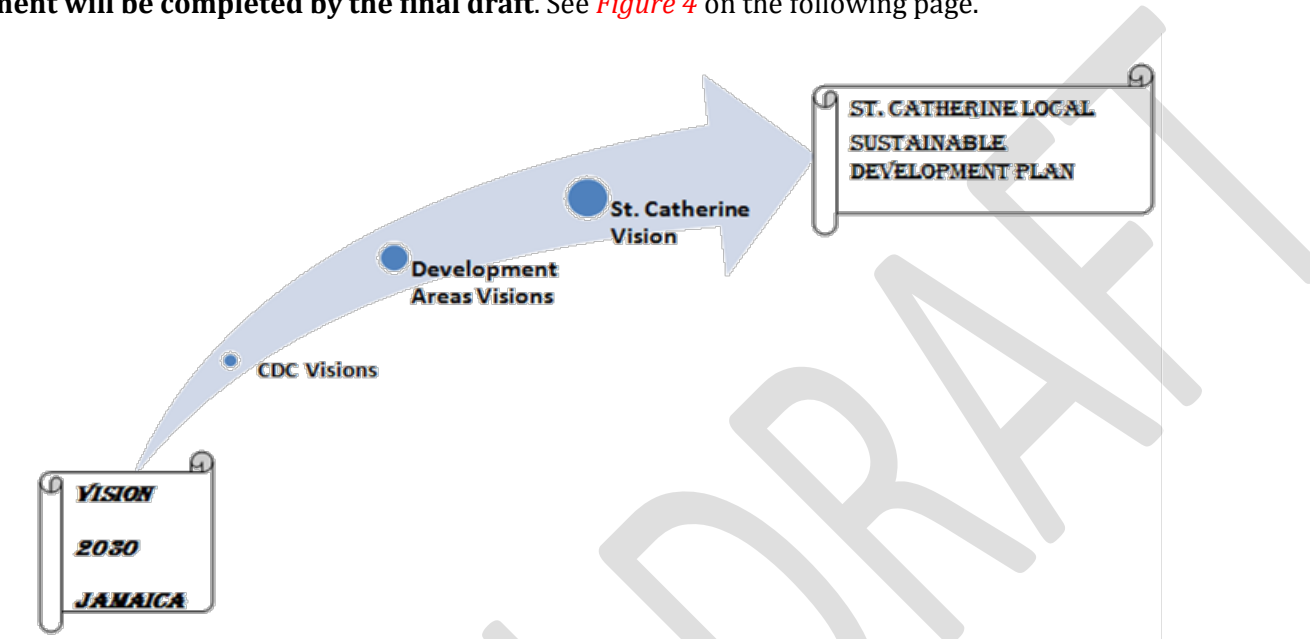 ment will be completed by the final draft. See Figure 4 on the following page.
ST. CATHERINE LOCAL
SUSTAINABLE
DEVELOPMENT PLAN
St. Catherine
Vision
Development
Areas Visions
CDC Visions
VISION
2030
JAMAICA
DRAFT